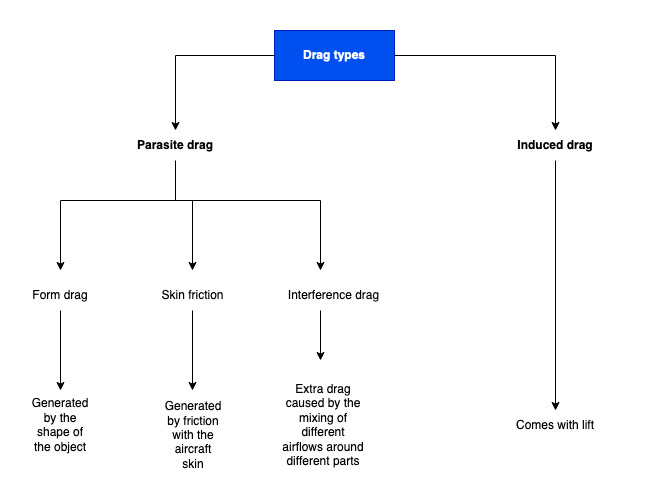 Drag types
Parasite drag
Induced drag
Form drag
Skin friction
Interference drag
Generated
by the
shape of
the object
Generated
by friction
with the
aircraft
skin
Extra drag
caused by the
mixing of
different
airflows around
different parts
Comes with lift